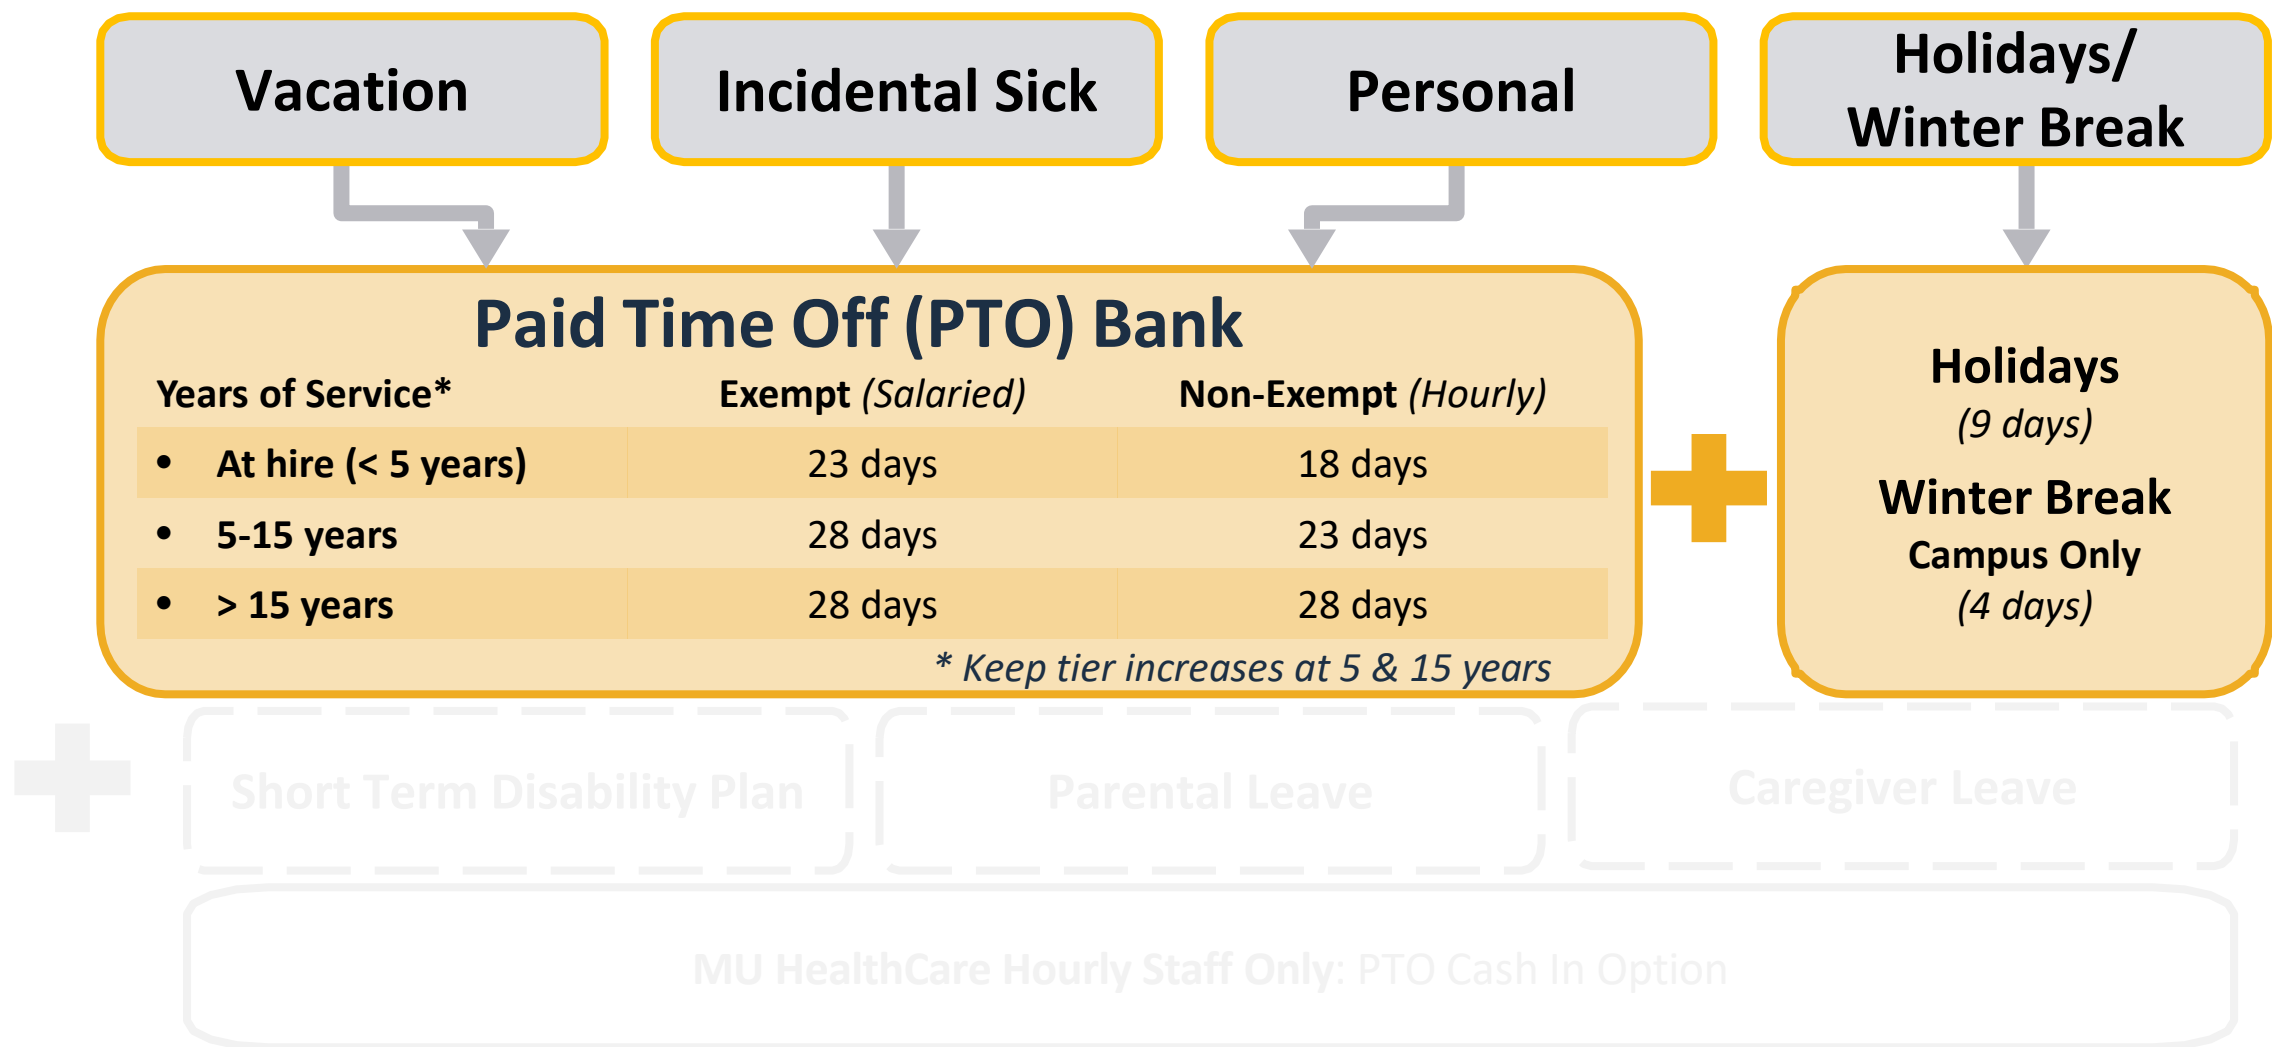 Vacation
Incidental Sick
Personal
Holidays/
Winter Break
Paid Time Off (PTO) Bank
Years of Service* Exempt (Salaried) Non-Exempt (Hourly)
• At hire (< 5 years) 23 days 18 days
• 5-15 years 28 days 23 days
• > 15 years 28 days 28 days
* Keep tier increases at 5 & 15 years
Holidays
(9 days)
Winter Break
Campus Only
(4 days)
Short Term Disability Plan
Parental Leave
Caregiver Leave
MU HealthCare Hourly Staff Only: PTO Cash In Option